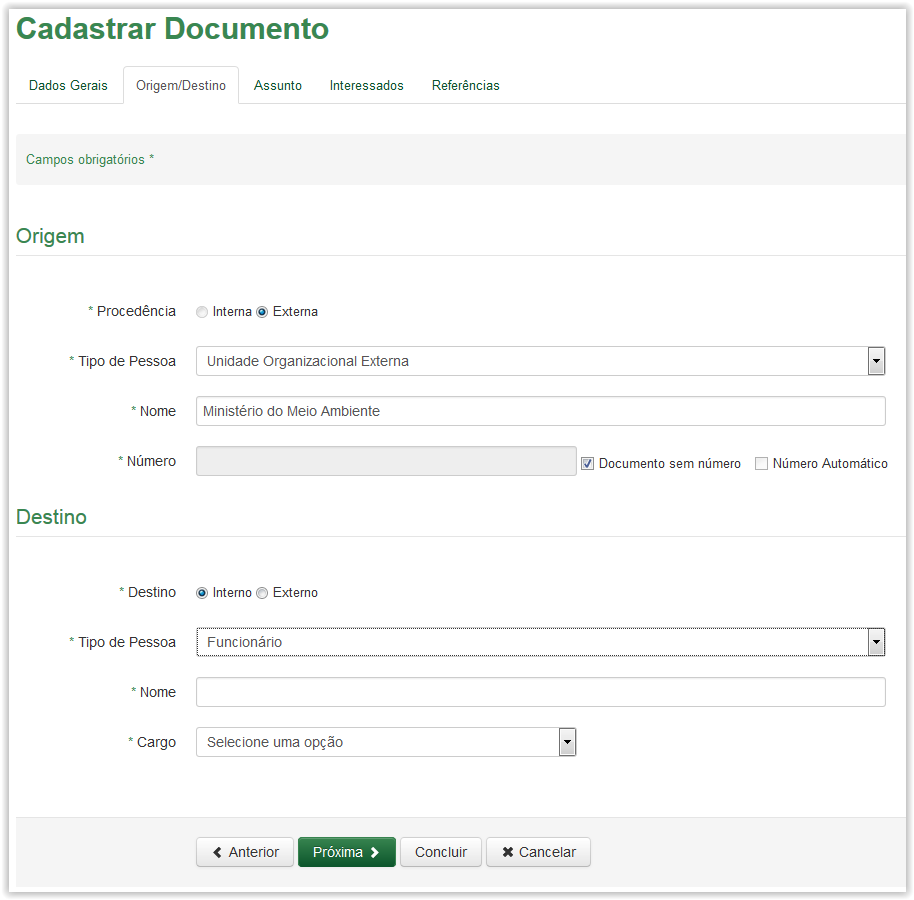 Cadastrar Documento
Dados Gerais Origem/Destino Assunto Interessados Referências
Campos obrigatórios *
Origem
* Procedência Interna Externa
* Tipo de Pessoa Unidade Organizacional Externa
* Nome Ministério do Meio Ambiente
* Número Documento sem número Número Automático
Destino
* Destino Interno Externo
* Tipo de Pessoa Funcionário
* Nome
* Cargo Selecione uma opção
Anterior Próxima Concluir Cancelar